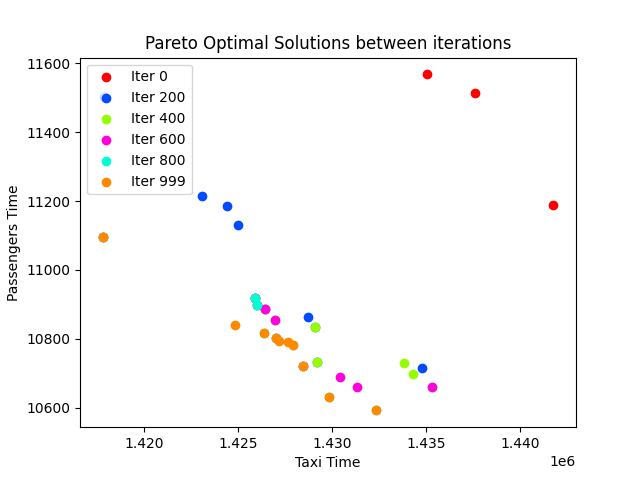 Pareto Optimal Solutions between iterations
11600
11400
11200
11000
10800
10600
Passengers Time
Iter 0
Iter 200
Iter 400
Iter 600
Iter 800
Iter 999
1.420 1.425 1.430 1.435 1.440
Taxi Time
1e6